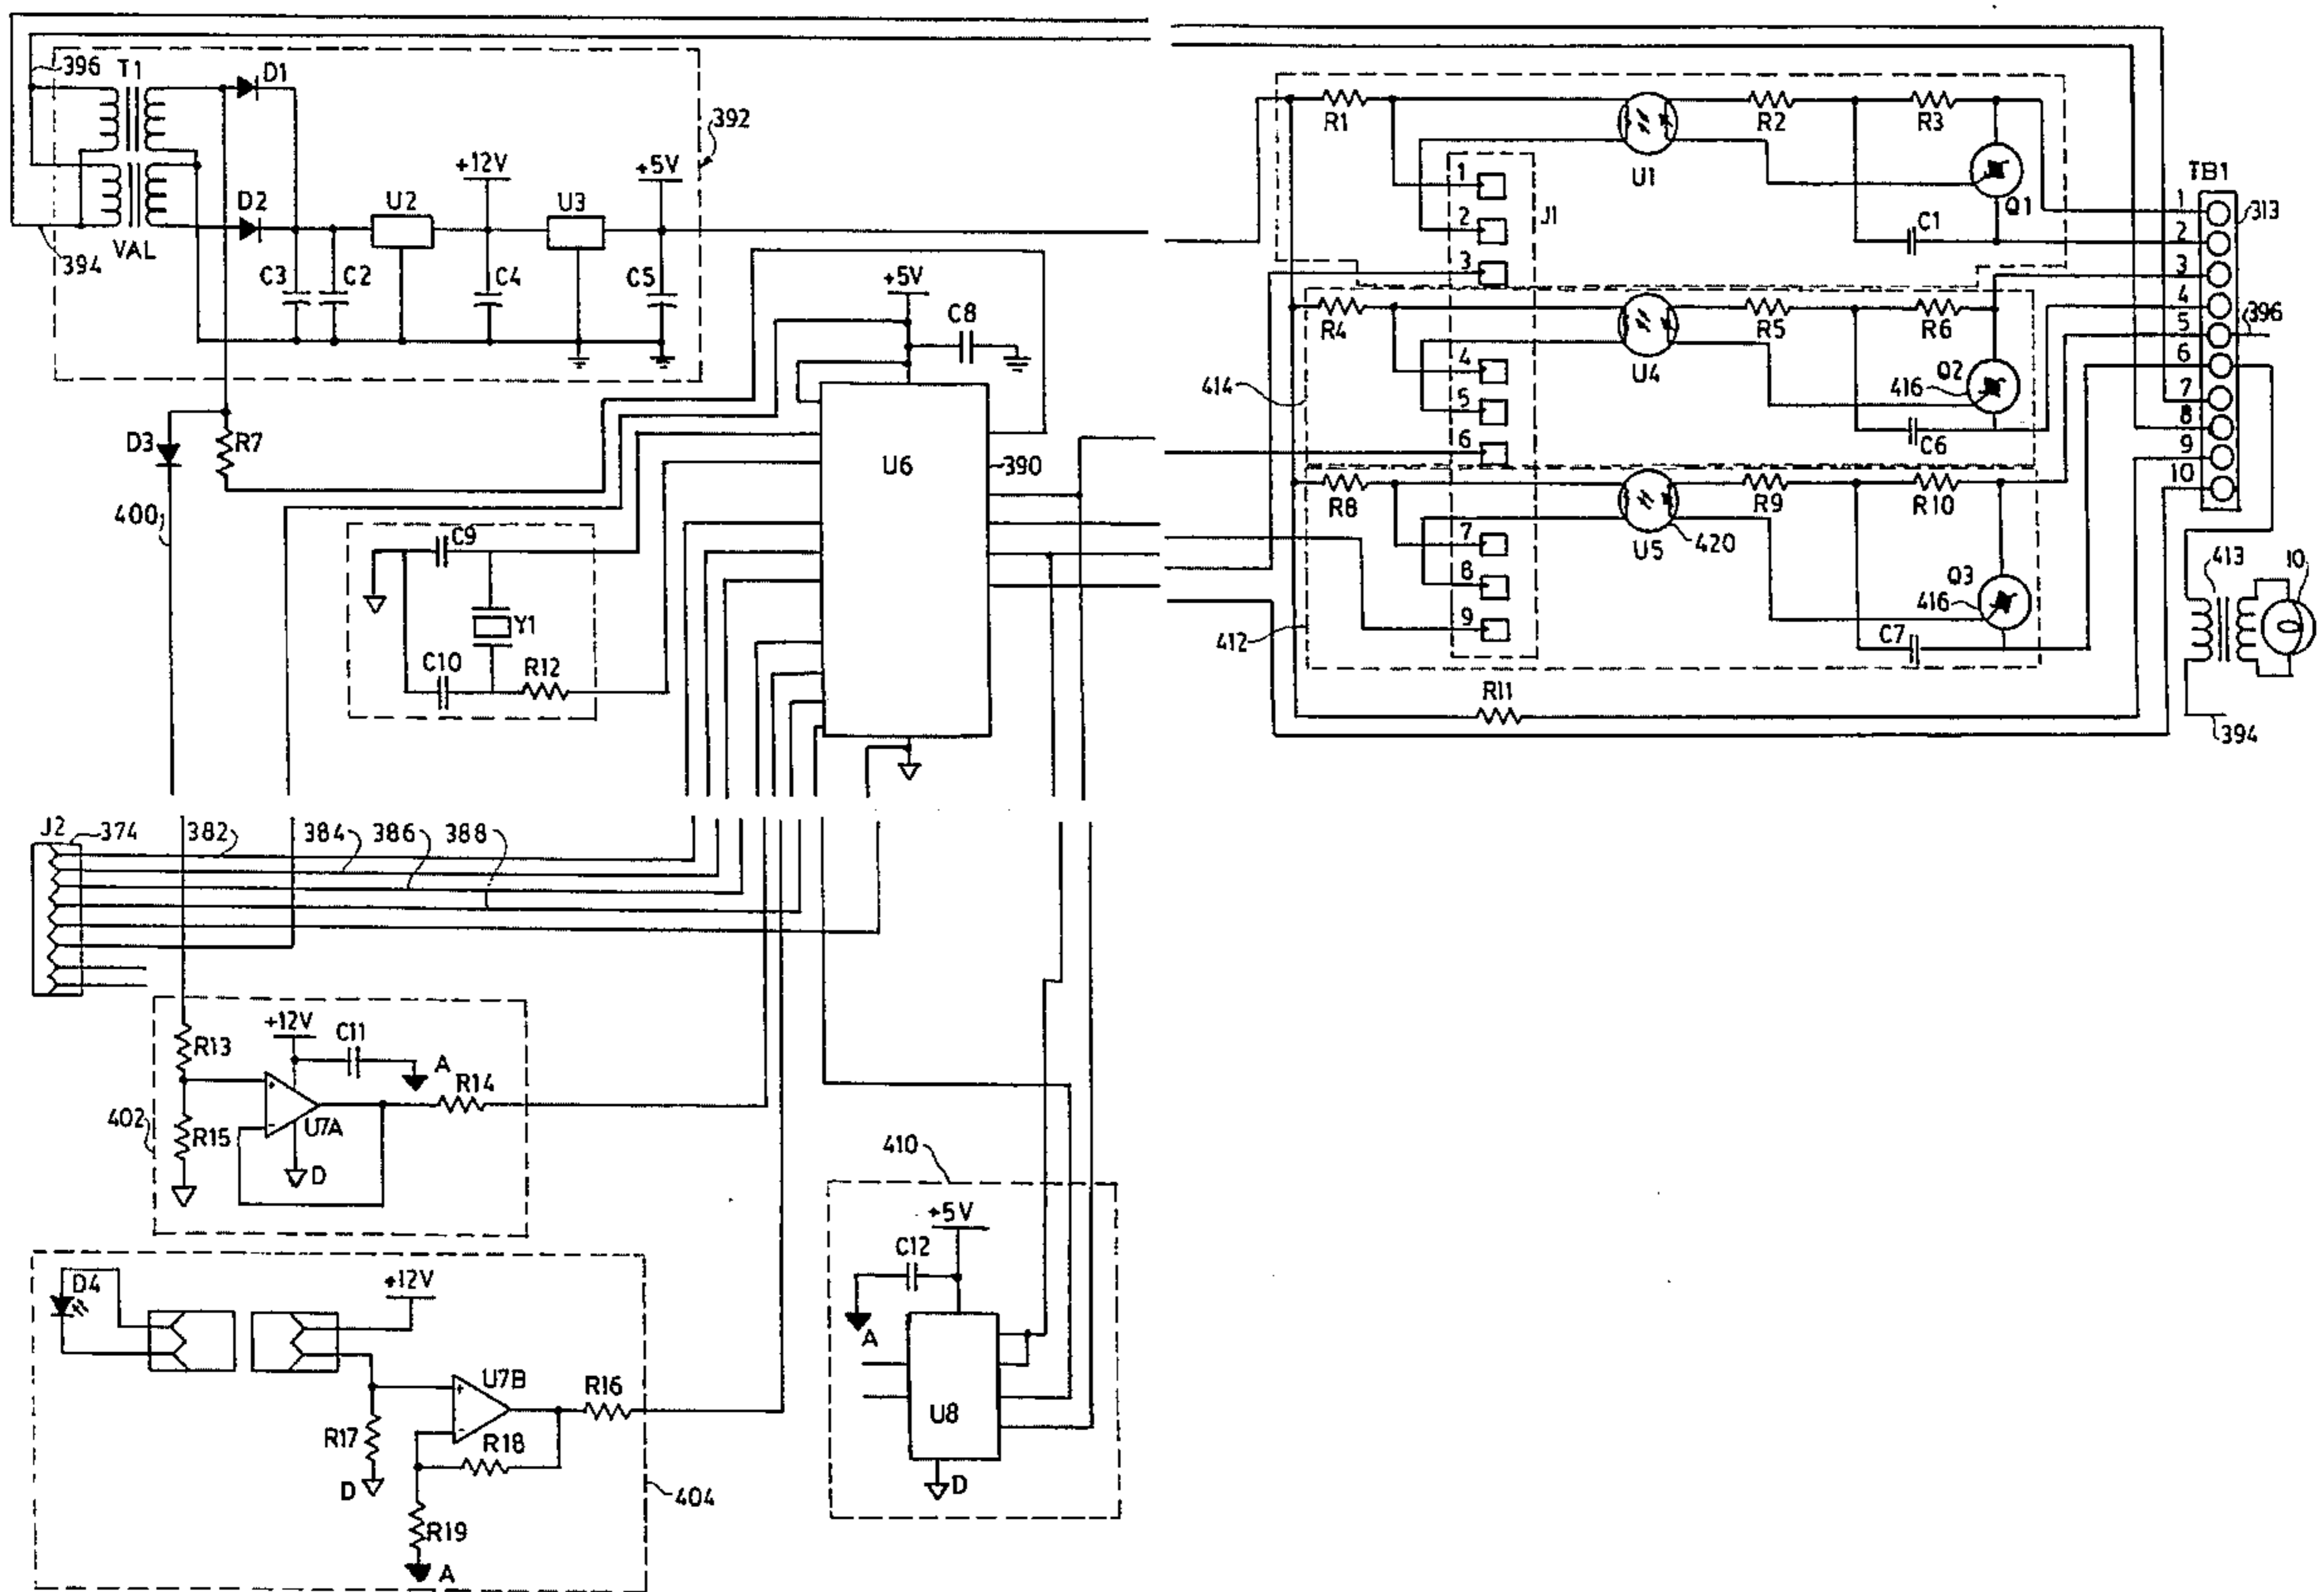 396
T1
D1
392
+12V
+5V
D2
U2
U3
VAL
394
C3
C2
C4
C5
+5V
C8
D3
R7
U6
390
400
C9
Y1
C10
R12
R1
R2
R3
U1
Q1
TB1
313
1
2
3
J1
C1
R4
R5
R6
U4
Q2
416
414
4
5
6
C6
R8
R9
R10
U5
420
7
8
9
Q3
416
412
C7
R11
1
2
3
4
5
6
7
8
9
10
396
413
10
394
J2
374
382
384
386
388
+12V
C11
R13
A
R14
402
R15
U7A
D
410
+5V
C12
A
U8
D
D4
+12V
U7B
R16
R17
R18
D
404
R19
A